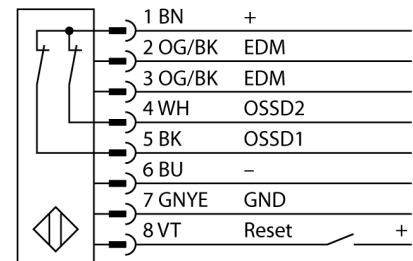 1 BN +
2 OG/BK EDM
3 OG/BK EDM
4 WH OSSD2
5 BK OSSD1
6 BU –
7 GNYE GND
8 VT Reset +